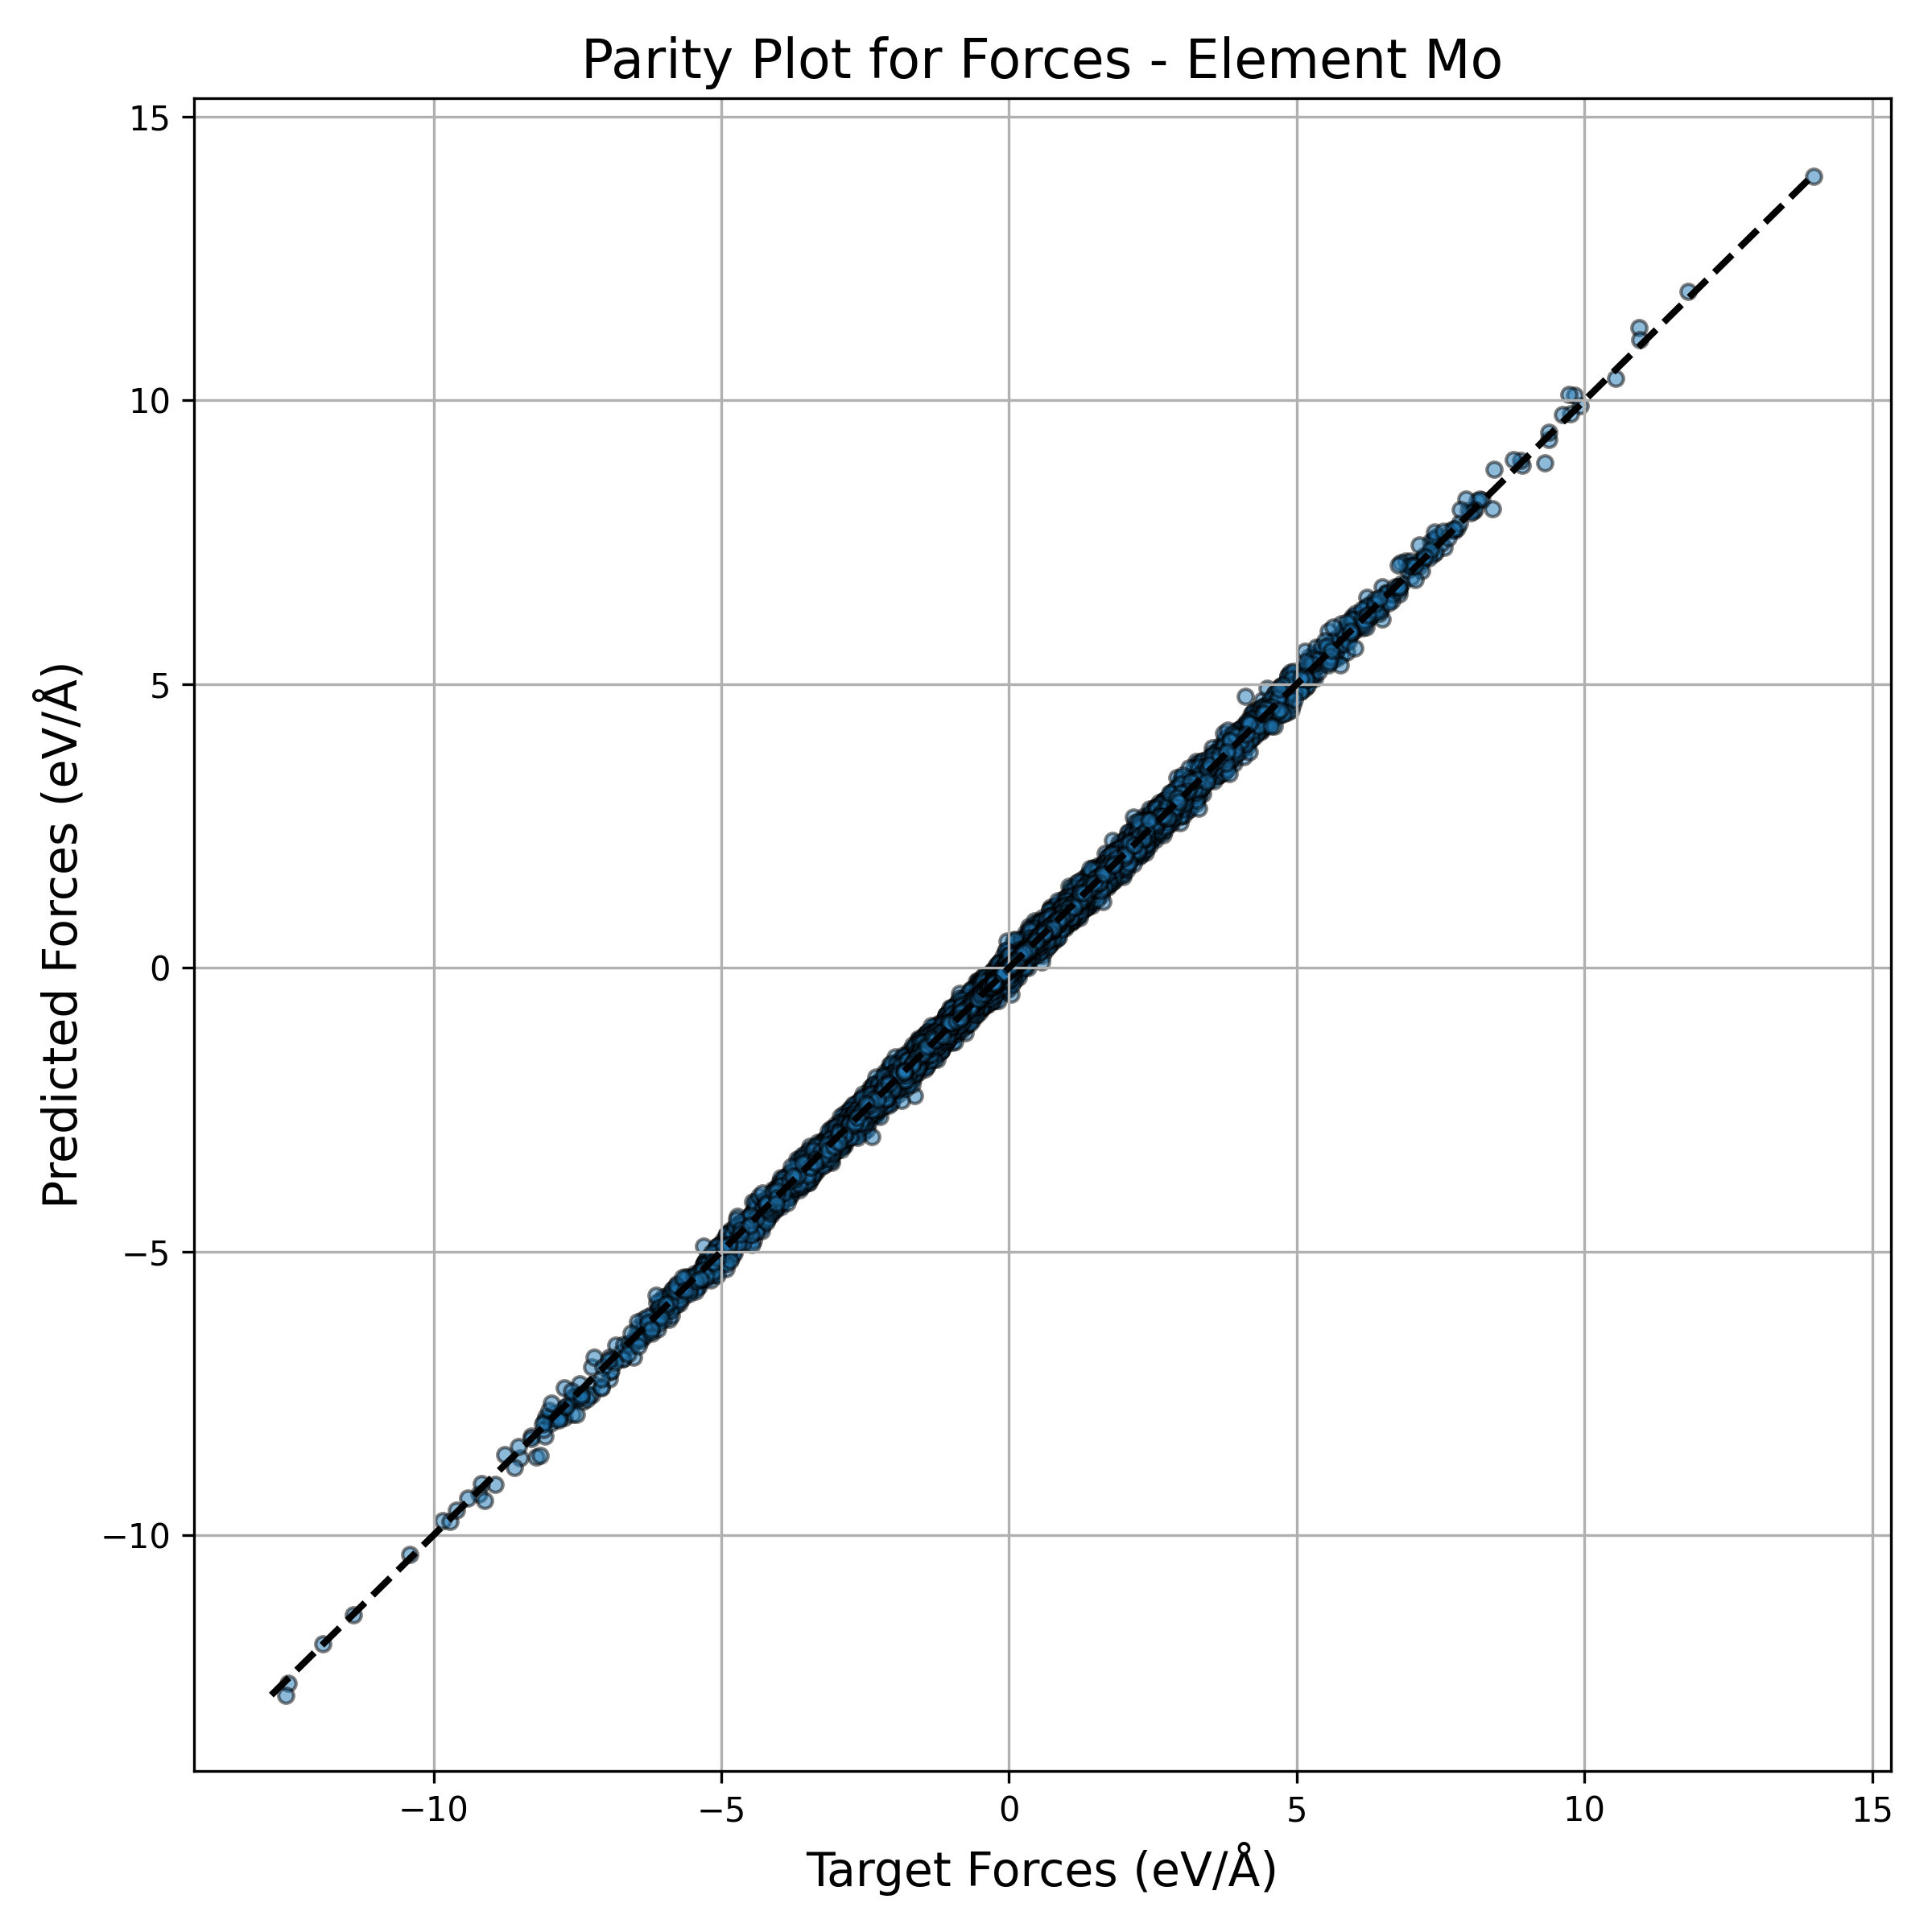 Parity Plot for Forces - Element Mo
15
10
5
0
−5
−10
Predicted Forces (eV/Å)
−10 −5 0 5 10 15
Target Forces (eV/Å)